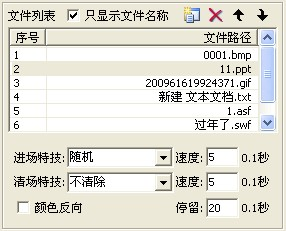 文件列表 只显示文件名称
序号 文件路径
1 0001.bmp
2 11.ppt
3 200961619924371.gif
4 新建 文本文档.txt
5 1.asf
6 过年了.swf
进场特技: 随机 速度: 5 0.1秒
清场特技: 不清除 速度: 5 0.1秒
颜色反向 停留: 20 0.1秒